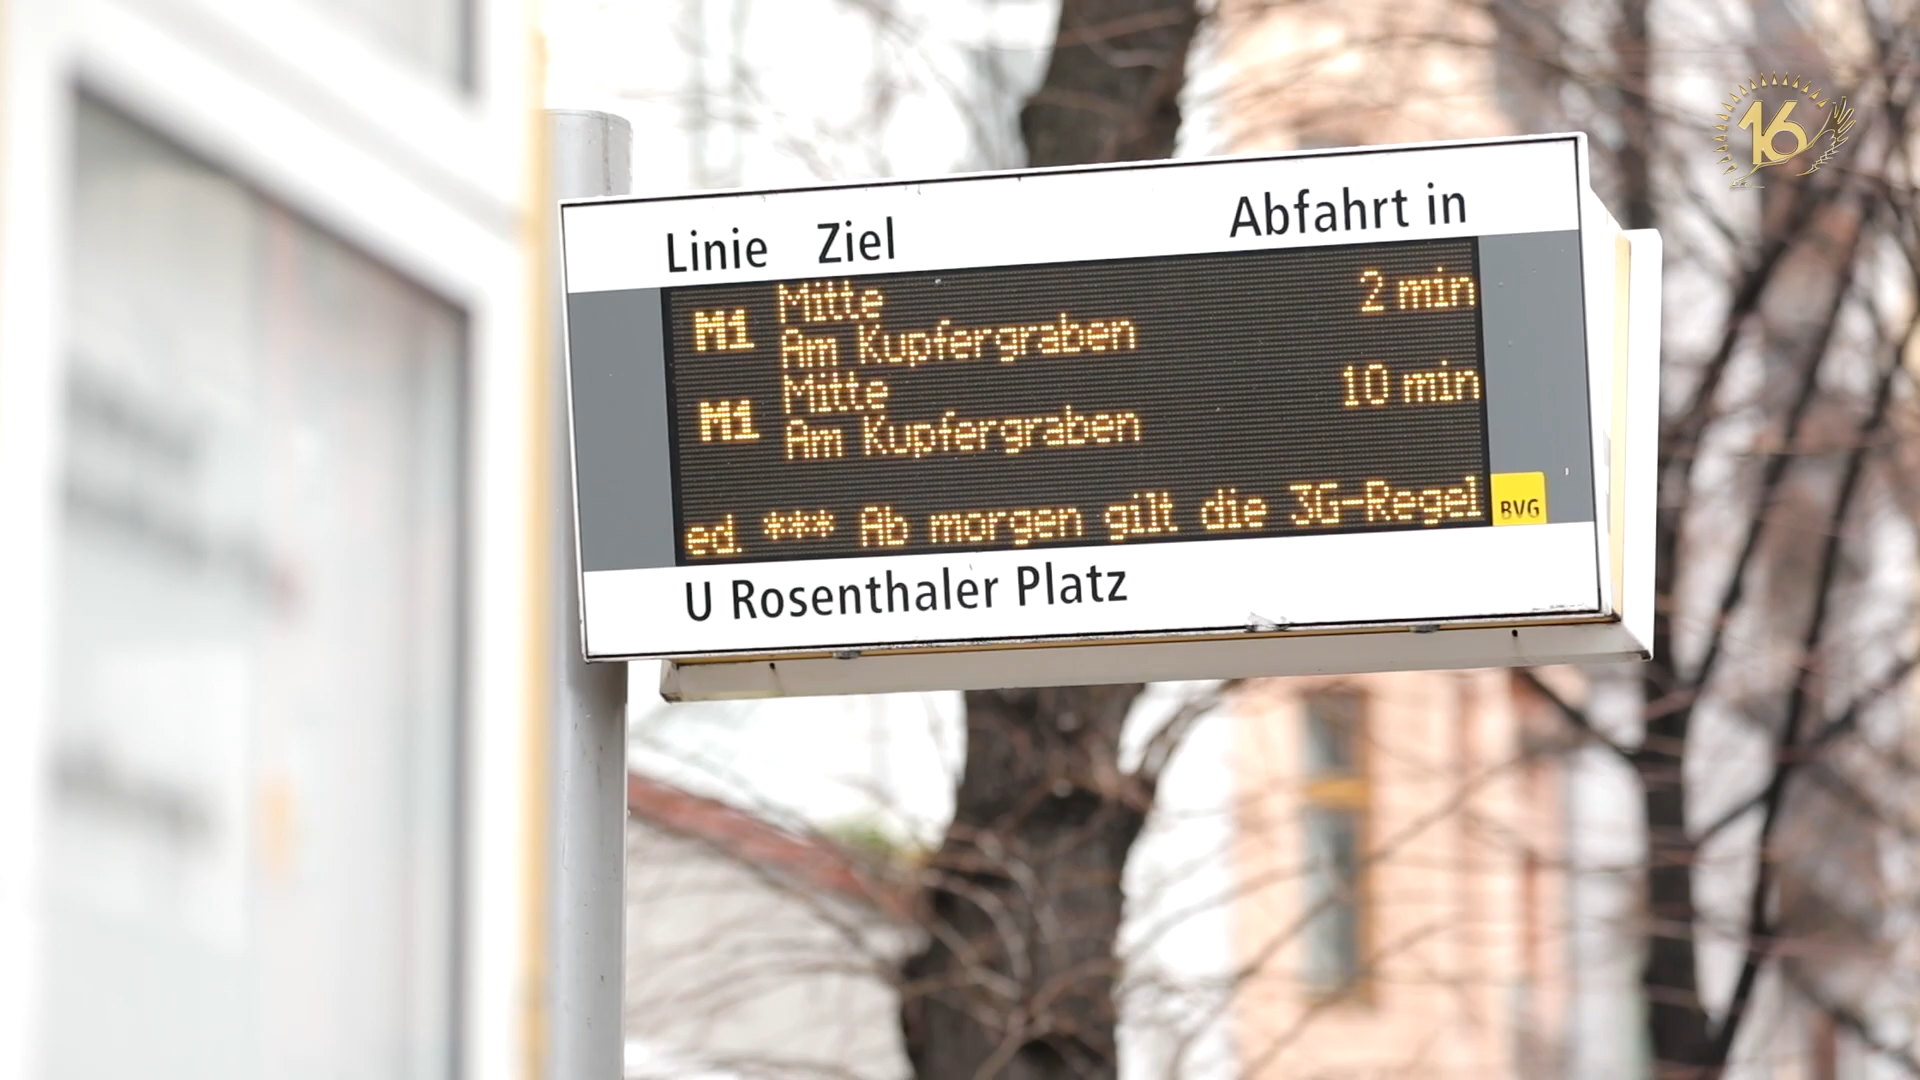 16
Linie Ziel Abfahrt in
M1 Mitte 2 min
Am Kupfergraben
M1 Mitte 10 min
Am Kupfergraben
ed. *** Ab morgen gilt die 3G-Regel
BVG
U Rosenthaler Platz